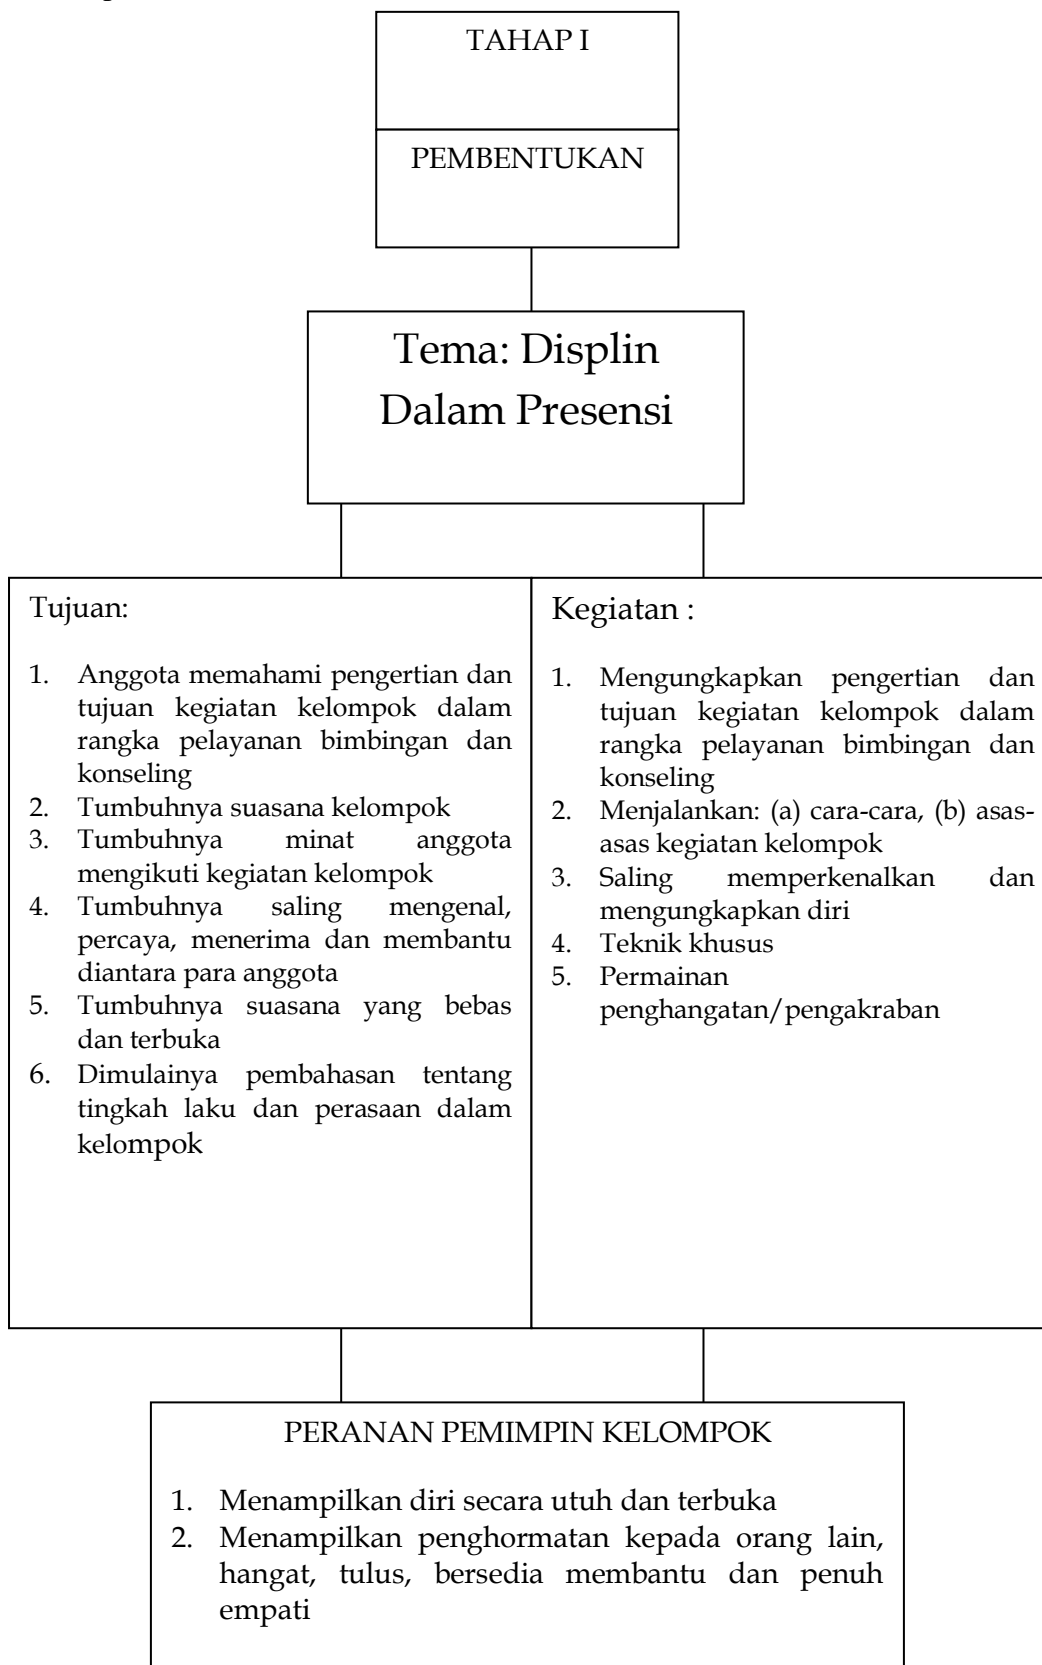 TAHAP I
PEMBENTUKAN
Tema: Displin
Dalam Presensi
Tujuan:
1. Anggota memahami pengertian dan
tujuan kegiatan kelompok dalam
rangka pelayanan bimbingan dan
konseling
2. Tumbuhnya suasana kelompok
3. Tumbuhnya minat anggota
mengikuti kegiatan kelompok
4. Tumbuhnya saling mengenal,
percaya, menerima dan membantu
diantara para anggota
5. Tumbuhnya suasana yang bebas
dan terbuka
6. Dimulainya pembahasan tentang
tingkah laku dan perasaan dalam
kelompok
Kegiatan :
1. Mengungkapkan pengertian dan
tujuan kegiatan kelompok dalam
rangka pelayanan bimbingan dan
konseling
2. Menjalankan: (a) cara-cara, (b) asas-
asas kegiatan kelompok
3. Saling memperkenalkan dan
mengungkapkan diri
4. Teknik khusus
5. Permainan
penghangatan/pengakraban
PERANAN PEMIMPIN KELOMPOK
1. Menampilkan diri secara utuh dan terbuka
2. Menampilkan penghormatan kepada orang lain,
hangat, tulus, bersedia membantu dan penuh
empati